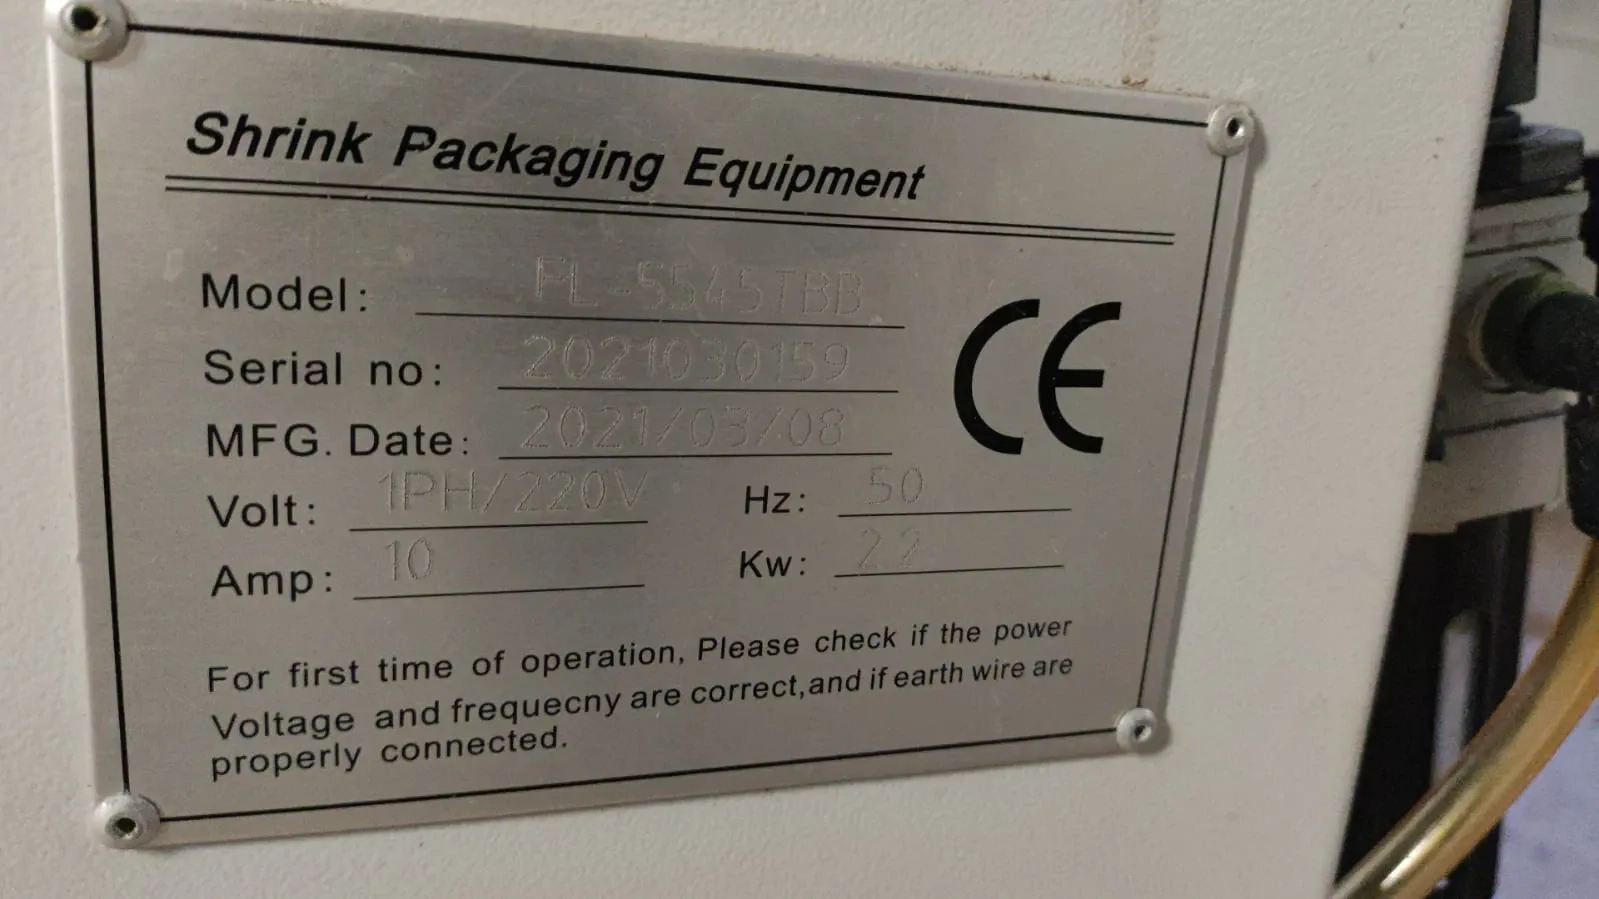 Shrink Packaging Equipment
Model: FL-5545TBB
Serial no: 2021030159
MFG. Date: 2021/03/08
CE
Volt: 1PH/220V Hz: 50
Amp: 10 Kw: 2.2
For first time of operation, Please check if the power
Voltage and frequecny are correct,and if earth wire are
properly connected.